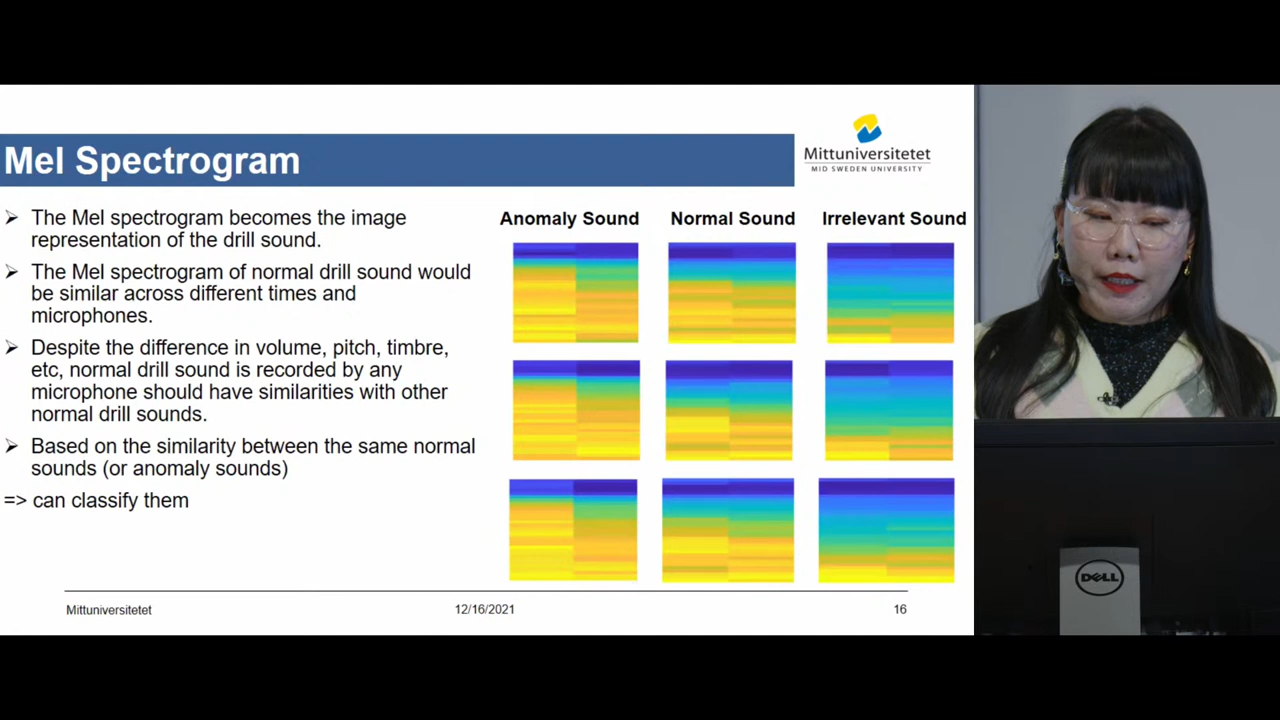 Mel Spectrogram
Mittuniversitetet
MID SWEDEN UNIVERSITY
➢ The Mel spectrogram becomes the image
representation of the drill sound.
➢ The Mel spectrogram of normal drill sound would
be similar across different times and
microphones.
➢ Despite the difference in volume, pitch, timbre,
etc, normal drill sound is recorded by any
microphone should have similarities with other
normal drill sounds.
➢ Based on the similarity between the same normal
sounds (or anomaly sounds)
=> can classify them
Anomaly Sound Normal Sound Irrelevant Sound
Mittuniversitetet 12/16/2021 16
DELL